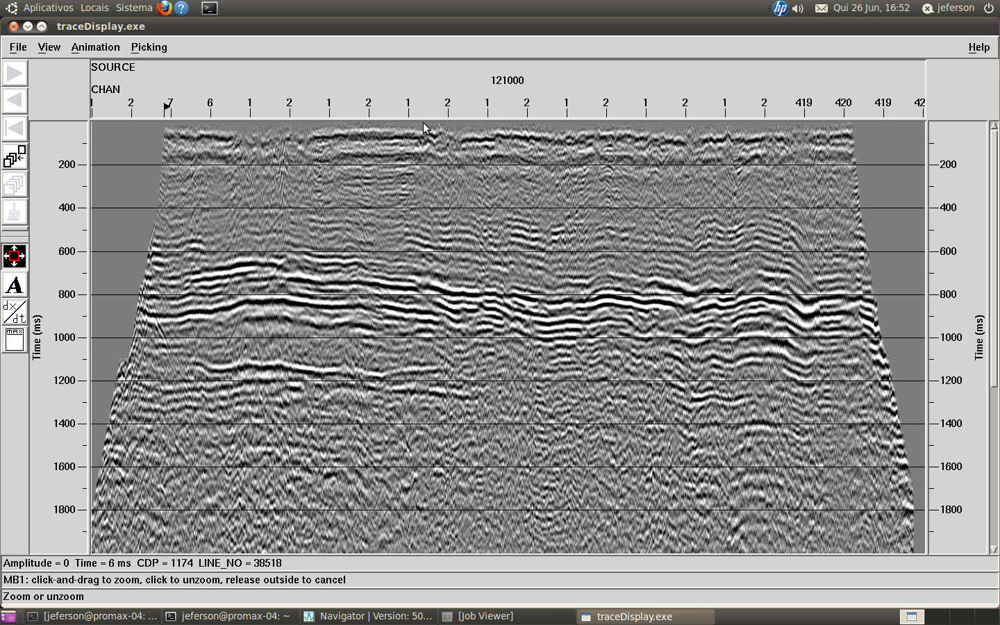 Aplicativos Locais Sistema
hp Qui 26 Jun, 16:52 jeferson
traceDisplay.exe
File View Animation Picking Help
SOURCE
121000
CHAN
1 2 7 6 1 2 1 2 1 2 1 2 1 2 1 2 1 2 419 420 419 42
200 200
400 400
600 600
800 800
1000 1000
1200 1200
1400 1400
1600 1600
1800 1800
Time (ms)
Time (ms)
A
dx/dt
MAX
Amplitude = 0 Time = 6 ms CDP = 1174 LINE_NO = 38518
MB1: click-and-drag to zoom, click to unzoom, release outside to cancel
Zoom or unzoom
[jeferson@promax-04: ... jeferson@promax-04: ~ Navigator | Version: 50... [Job Viewer] traceDisplay.exe